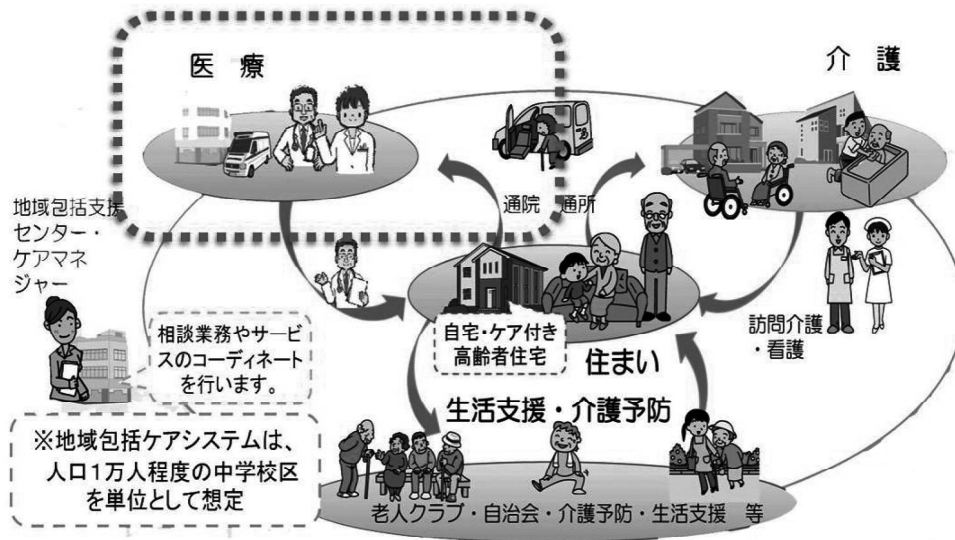 医 療
介 護
通院 通所
地域包括支援
センター・
ケアマネ
ジャー
相談業務やサービ
スのコーディネート
を行います。
自宅・ケア付き
高齢者住宅
住まい
訪問介護
・看護
生活支援・介護予防
※地域包括ケアシステムは、
人口1万人程度の中学校区
を単位として想定
老人クラブ・自治会・介護予防・生活支援 等